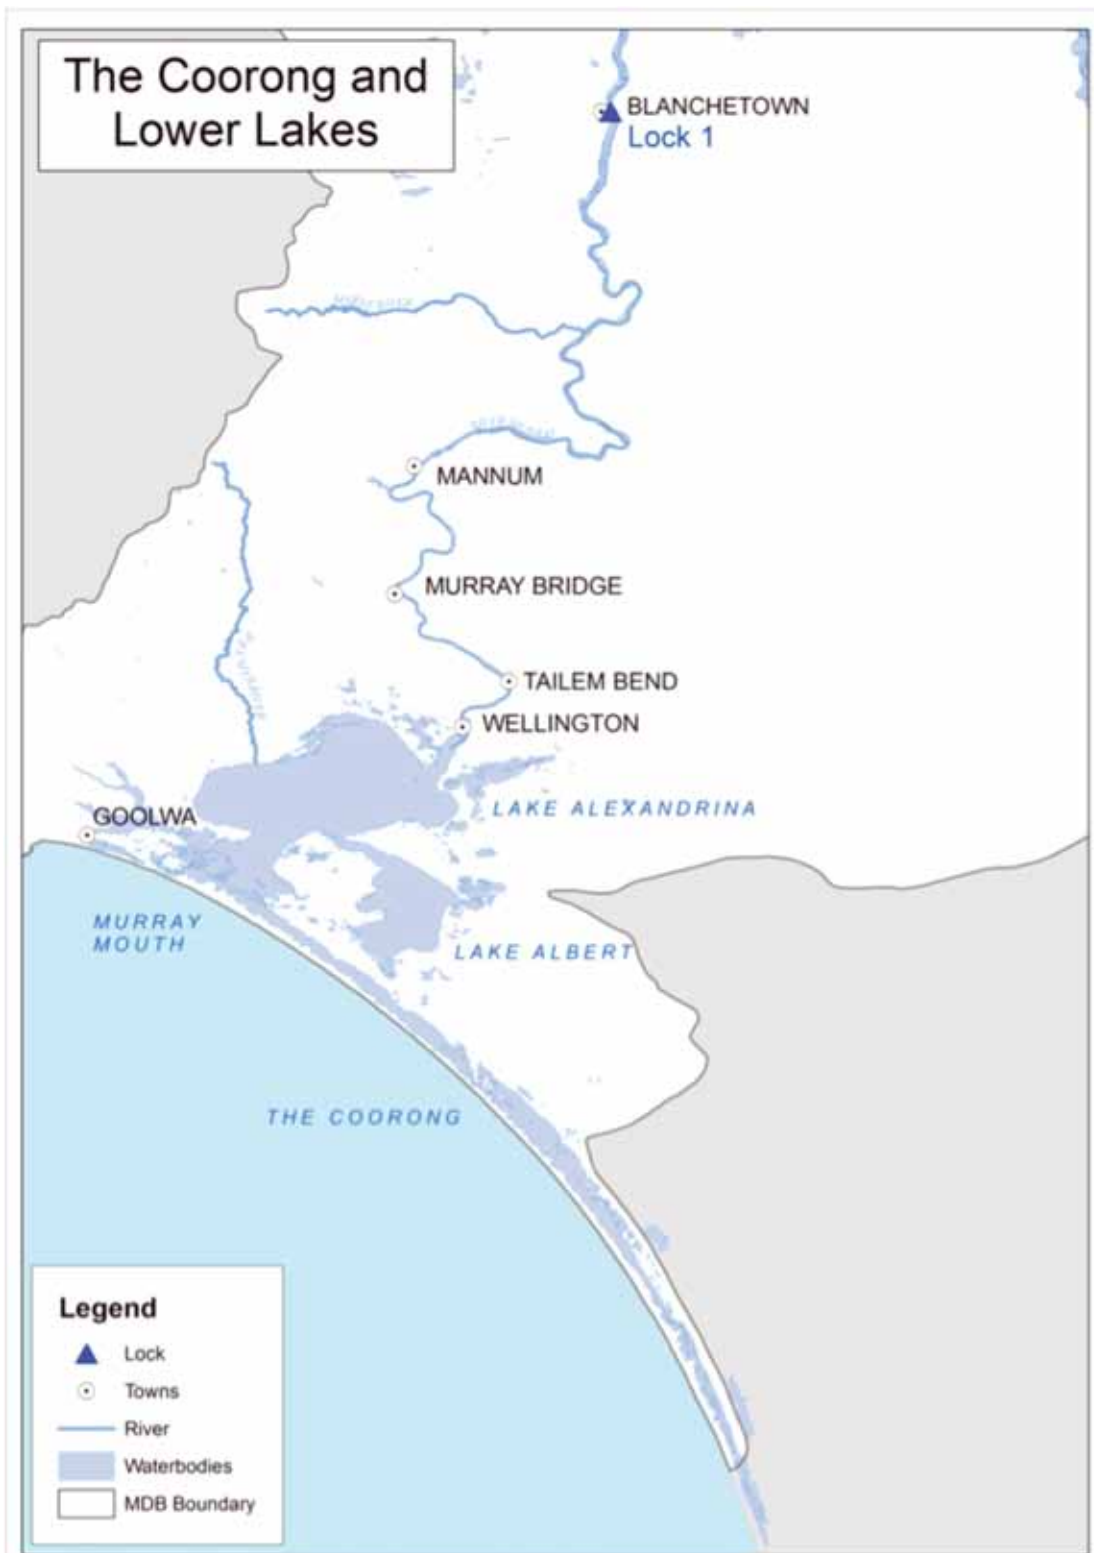 The Coorong and
Lower Lakes
BLANCHETOWN
Lock 1
MANNUM
MURRAY BRIDGE
TAILEM BEND
WELLINGTON
LAKE ALEXANDRINA
GOOLWA
MURRAY
MOUTH
LAKE ALBERT
THE COORONG
Legend
Lock
Towns
River
Waterbodies
MDB Boundary